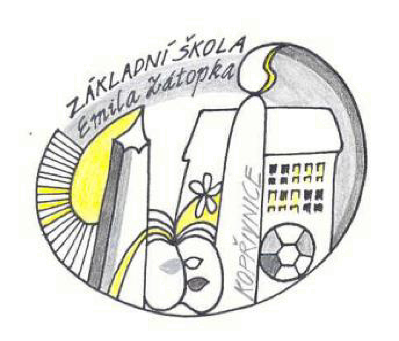 ZÁKLADNÍ ŠKOLA
Emila Zátopka
KOPŘIVNICE